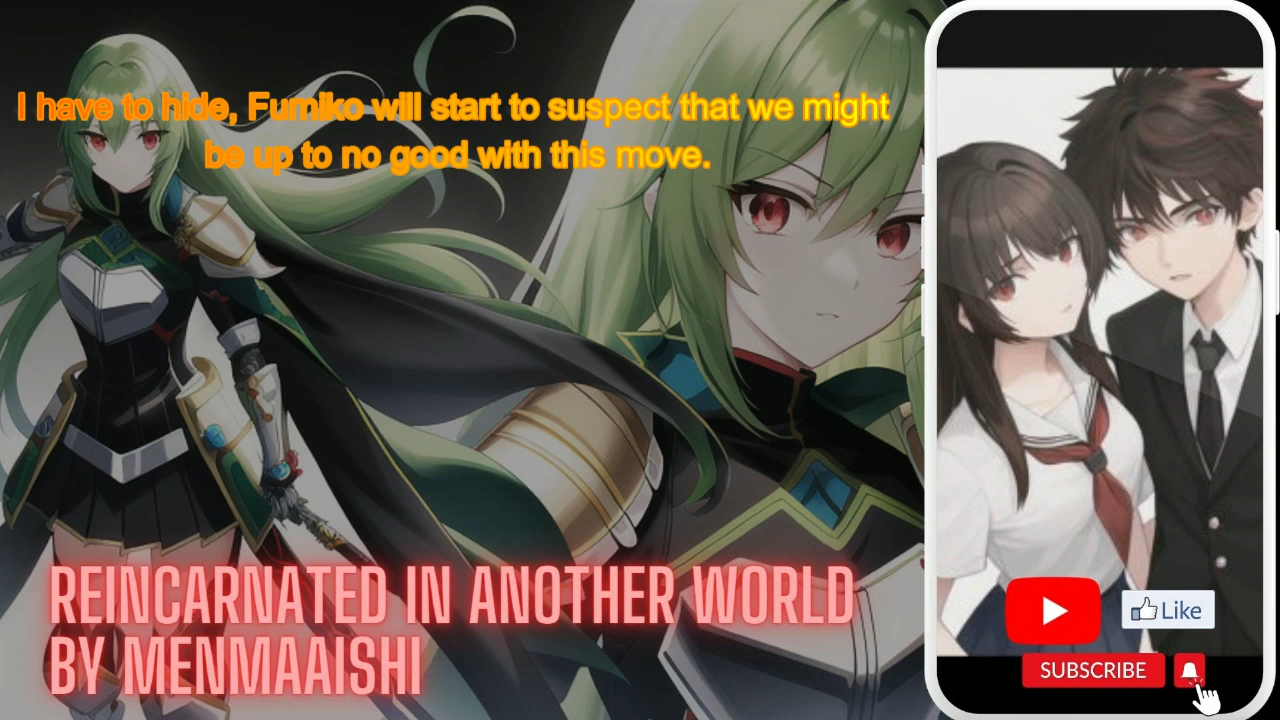 I have to hide, Fumiko will start to suspect that we might
be up to no good with this move.
REINCARNATED IN ANOTHER WORLD
BY MENMAAISHI
Like
SUBSCRIBE